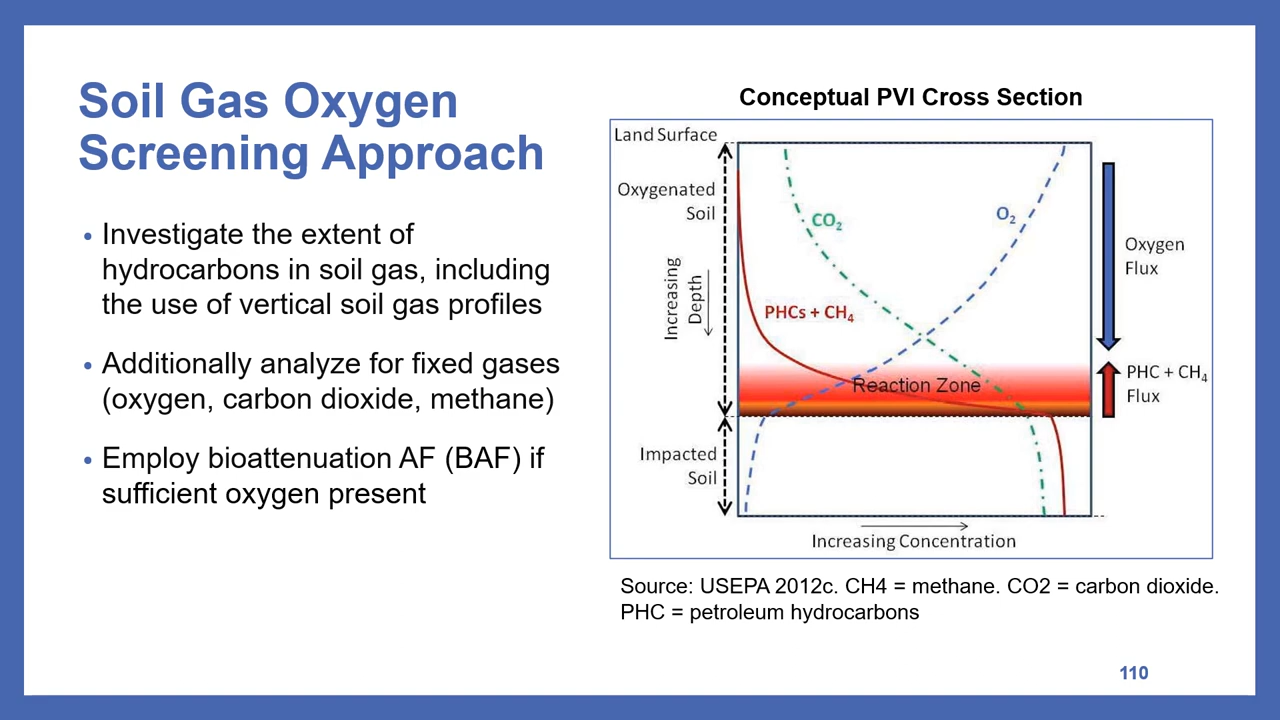 Soil Gas Oxygen
Screening Approach
• Investigate the extent of
hydrocarbons in soil gas, including
the use of vertical soil gas profiles
• Additionally analyze for fixed gases
(oxygen, carbon dioxide, methane)
• Employ bioattenuation AF (BAF) if
sufficient oxygen present
Conceptual PVI Cross Section
Land Surface
Oxygenated
Soil
Increasing
Depth
CO₂
O₂
PHCs + CH₄
Reaction Zone
Oxygen
Flux
PHC + CH₄
Flux
Impacted
Soil
Increasing Concentration
Source: USEPA 2012c. CH4 = methane. CO2 = carbon dioxide.
PHC = petroleum hydrocarbons
110